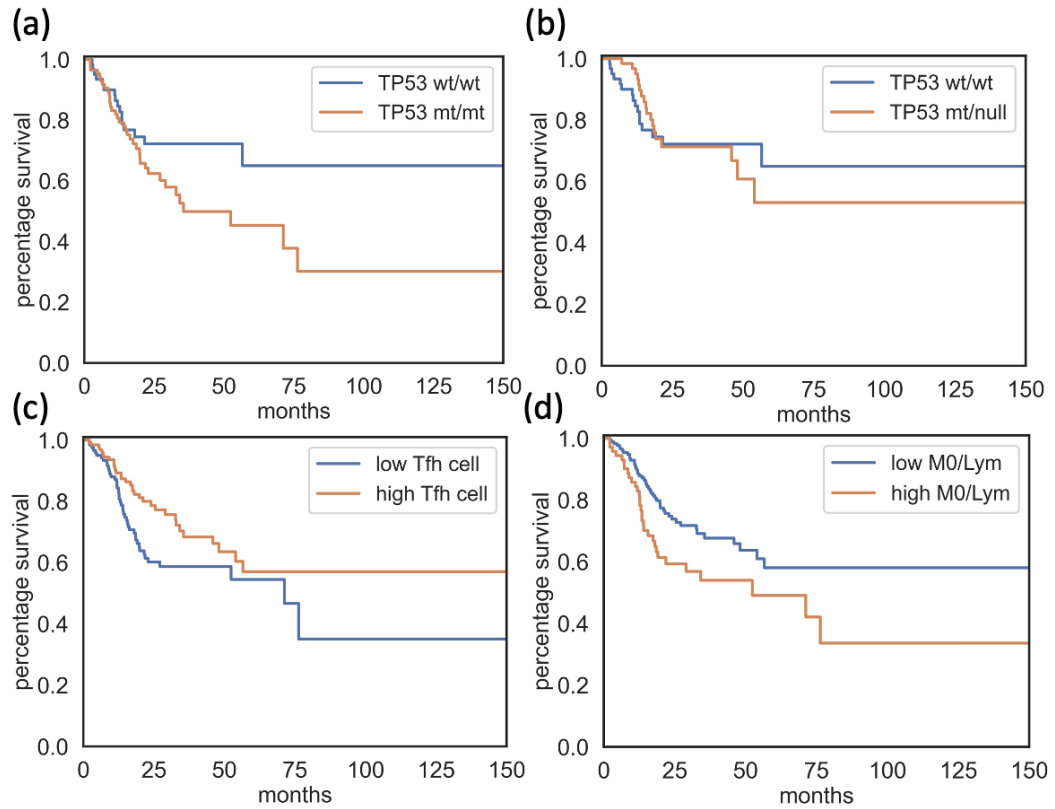 (a)
percentage survival
1.0
0.8
0.6
0.4
0.2
0.0
TP53 wt/wt
TP53 mt/mt
0 25 50 75 100 125 150
months
(b)
percentage survival
1.0
0.8
0.6
0.4
0.2
0.0
TP53 wt/wt
TP53 mt/null
0 25 50 75 100 125 150
months
(c)
percentage survival
1.0
0.8
0.6
0.4
0.2
0.0
low Tfh cell
high Tfh cell
0 25 50 75 100 125 150
months
(d)
percentage survival
1.0
0.8
0.6
0.4
0.2
0.0
low M0/Lym
high M0/Lym
0 25 50 75 100 125 150
months